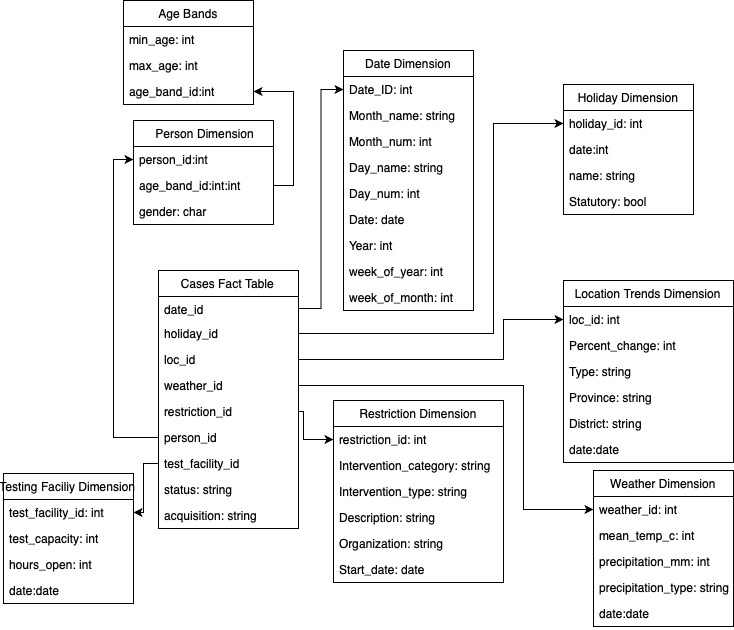 Age Bands
min_age: int
max_age: int
age_band_id:int
Person Dimension
person_id:int
age_band_id:int:int
gender: char
Date Dimension
Date_ID: int
Month_name: string
Month_num: int
Day_name: string
Day_num: int
Date: date
Year: int
week_of_year: int
week_of_month: int
Holiday Dimension
holiday_id: int
date:int
name: string
Statutory: bool
Cases Fact Table
date_id
holiday_id
loc_id
weather_id
restriction_id
person_id
test_facility_id
status: string
acquisition: string
Location Trends Dimension
loc_id: int
Percent_change: int
Type: string
Province: string
District: string
date:date
Restriction Dimension
restriction_id: int
Intervention_category: string
Intervention_type: string
Description: string
Organization: string
Start_date: date
Testing Faciliy Dimension
test_facility_id: int
test_capacity: int
hours_open: int
date:date
Weather Dimension
weather_id: int
mean_temp_c: int
precipitation_mm: int
precipitation_type: string
date:date